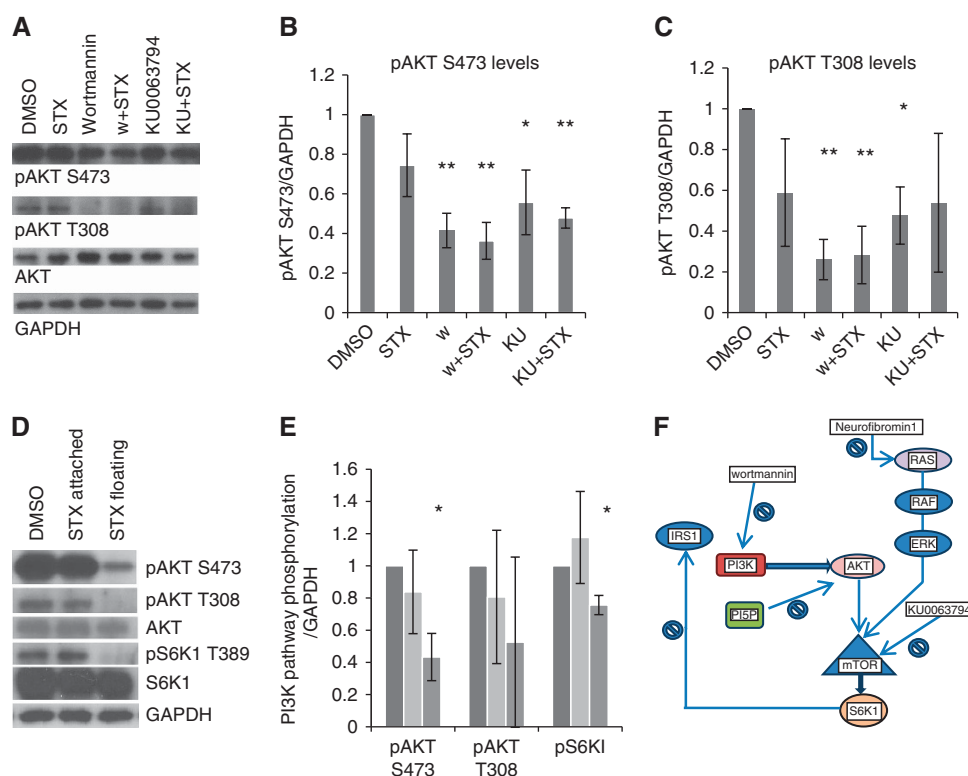 A
DMSO
STX
Wortmannin
w+STX
KU0063794
KU+STX
pAKT S473
pAKT T308
AKT
GAPDH
B
pAKT S473 levels
pAKT S473/GAPDH
1.2
1
0.8
0.6
0.4
0.2
0
**
**
*
**
DMSO
STX
w
w+STX
KU
KU+STX
C
pAKT T308 levels
pAKT T308/GAPDH
1.2
1
0.8
0.6
0.4
0.2
0
**
**
*
DMSO
STX
w
w+STX
KU
KU+STX
D
DMSO
STX attached
STX floating
pAKT S473
pAKT T308
AKT
pS6K1 T389
S6K1
GAPDH
E
PI3K pathway phosphorylation
/GAPDH
1.6
1.4
1.2
1
0.8
0.6
0.4
0.2
0
*
*
pAKT
S473
pAKT
T308
pS6KI
F
Neurofibromin1
RAS
wortmannin
RAF
IRS1
ERK
PI3K
AKT
KU0063794
PI5P
mTOR
S6K1